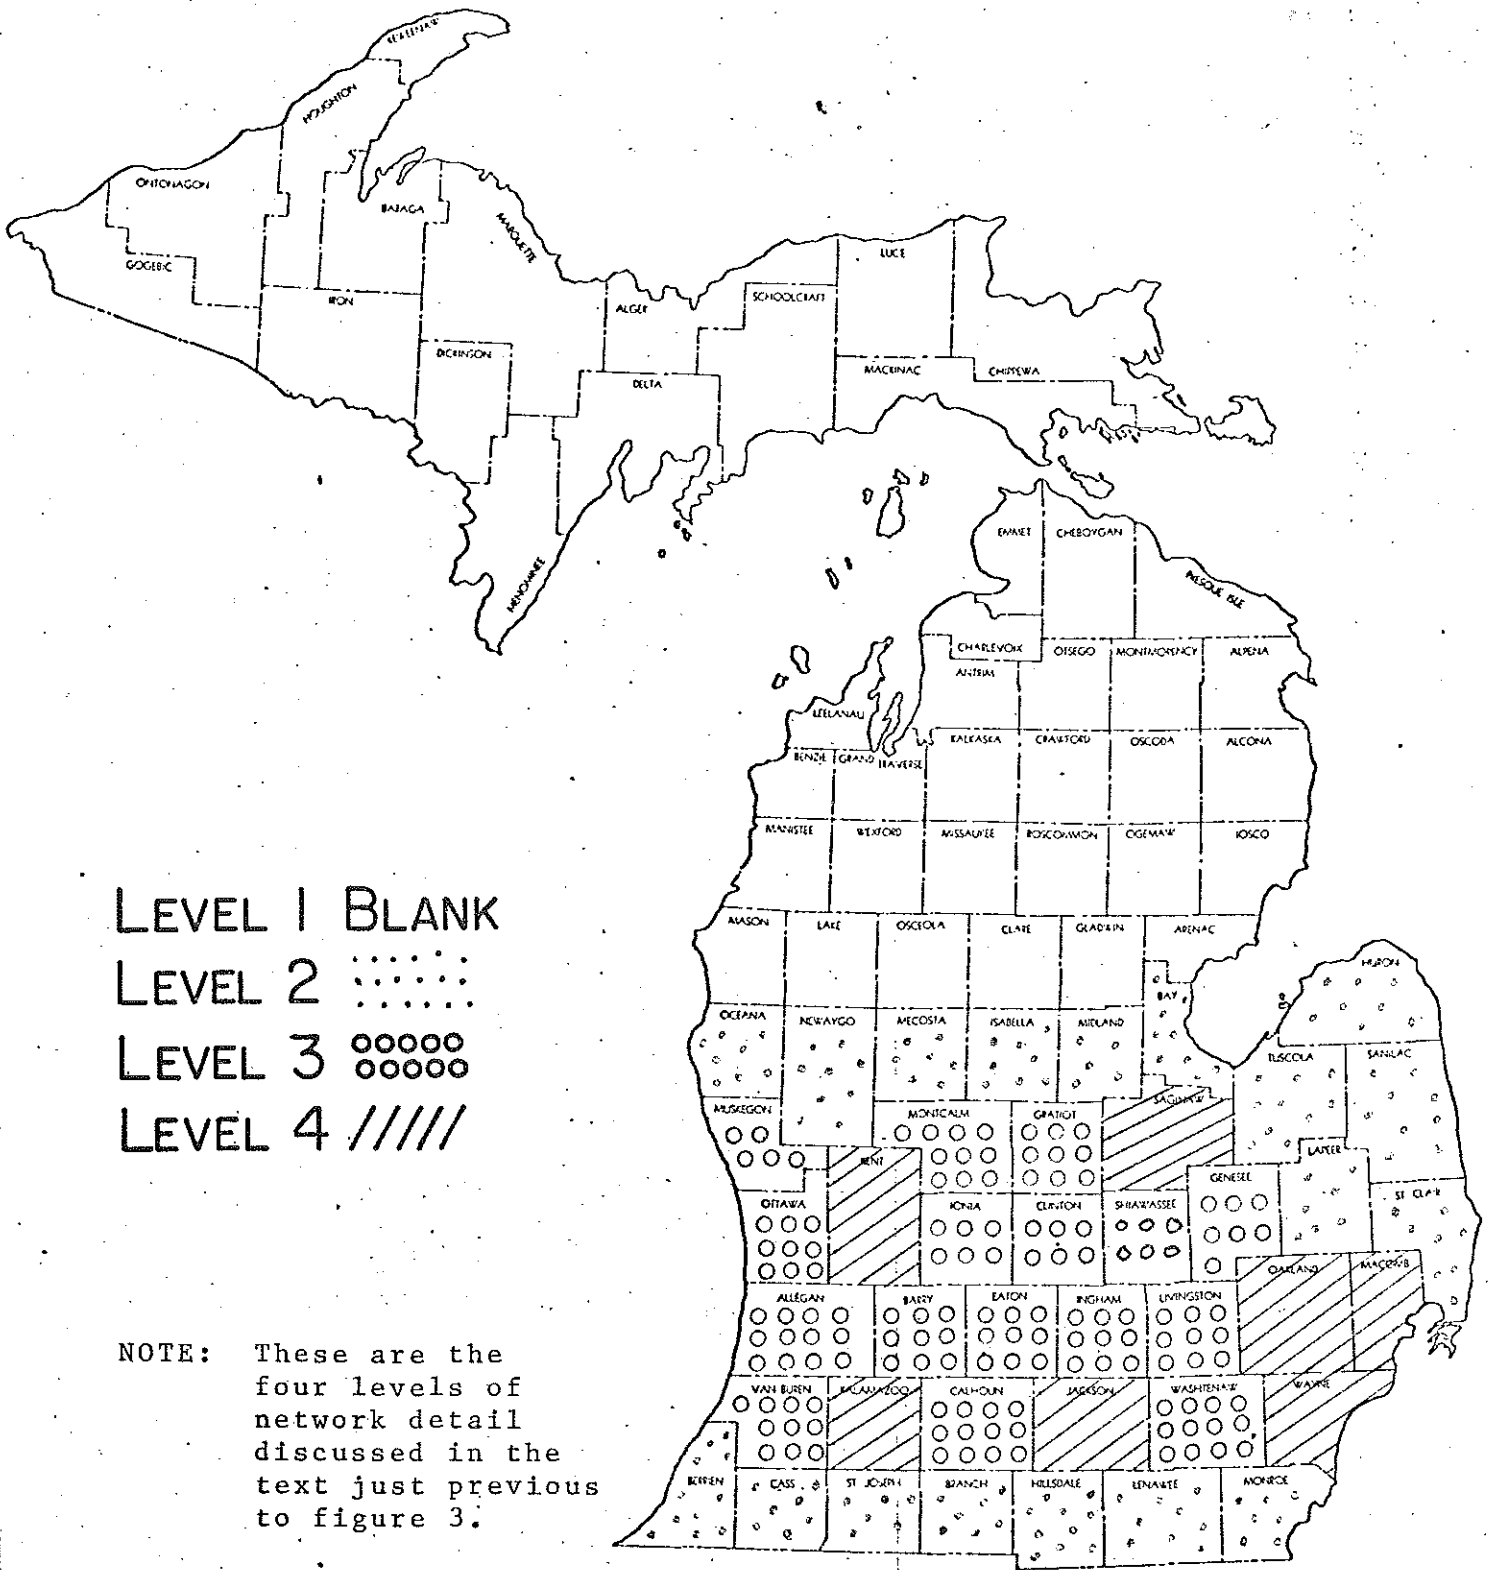 KEWEENAW
HOUGHTON
ONTONAGON
BARAGA
MARQUETTE
GOGEBIC
LUCE
IRON
ALGER
SCHOOLCRAFT
DICKINSON
DELTA
MACKINAC
CHIPPEWA
EMMET
CHEBOYGAN
MENOMINEE
PRESQUE ISLE
CHARLEVOIX
OTSEGO
MONTMORENCY
ALPENA
ANTRIM
LEELANAU
KALKASKA
CRAWFORD
OSCODA
ALCONA
BENZIE
GRAND TRAVERSE
MANISTEE
WEXFORD
MISSAUKEE
ROSCOMMON
OGEMAW
IOSCO
MASON
LAKE
OSCEOLA
CLARE
GLADWIN
ARENAC
HURON
BAY
OCEANA
NEWAYGO
MECOSTA
ISABELLA
MIDLAND
TUSCOLA
SANILAC
MUSKEGON
MONTCALM
GRATIOT
SAGINAW
KENT
LAPEER
GENESEE
ST CLAIR
OTTAWA
IONIA
CLINTON
SHIAWASSEE
OAKLAND
MACOMB
ALLEGAN
BARRY
EATON
INGHAM
LIVINGSTON
VAN BUREN
KALAMAZOO
CALHOUN
JACKSON
WASHTENAW
WAYNE
BERRIEN
CASS
ST JOSEPH
BRANCH
HILLSDALE
LENAWEE
MONROE
LEVEL 1 BLANK
LEVEL 2
LEVEL 3
LEVEL 4
NOTE: These are the
four levels of
network detail
discussed in the
text just previous
to figure 3.